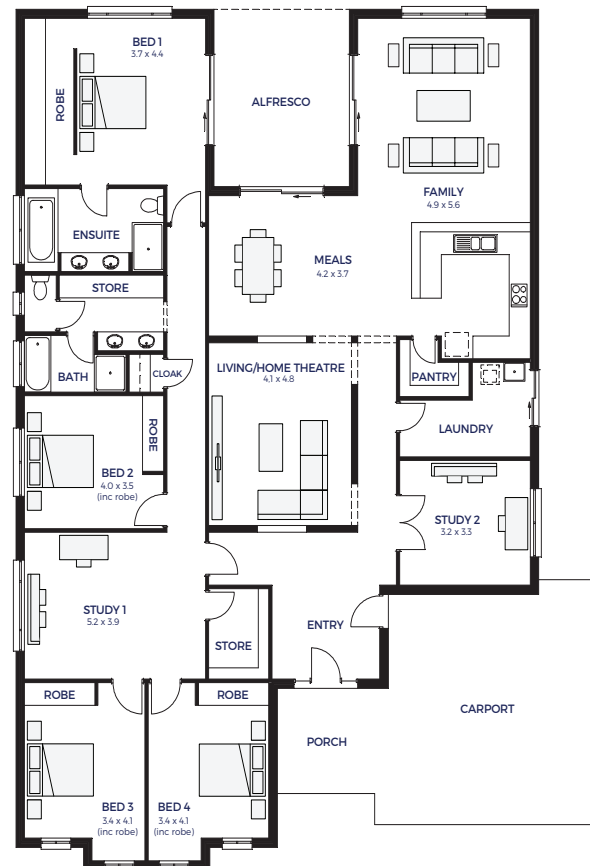 BED 1
3.7 x 4.4
ROBE
ALFRESCO
FAMILY
4.9 x 5.6
ENSUITE
MEALS
4.2 x 3.7
STORE
BATH
CLOAK
LIVING/HOME THEATRE
4.1 x 4.8
PANTRY
LAUNDRY
ROBE
BED 2
4.0 x 3.5
(inc robe)
STUDY 2
3.2 x 3.3
STUDY 1
5.2 x 3.9
STORE
ENTRY
ROBE
ROBE
CARPORT
PORCH
BED 3
3.4 x 4.1
(inc robe)
BED 4
3.4 x 4.1
(inc robe)